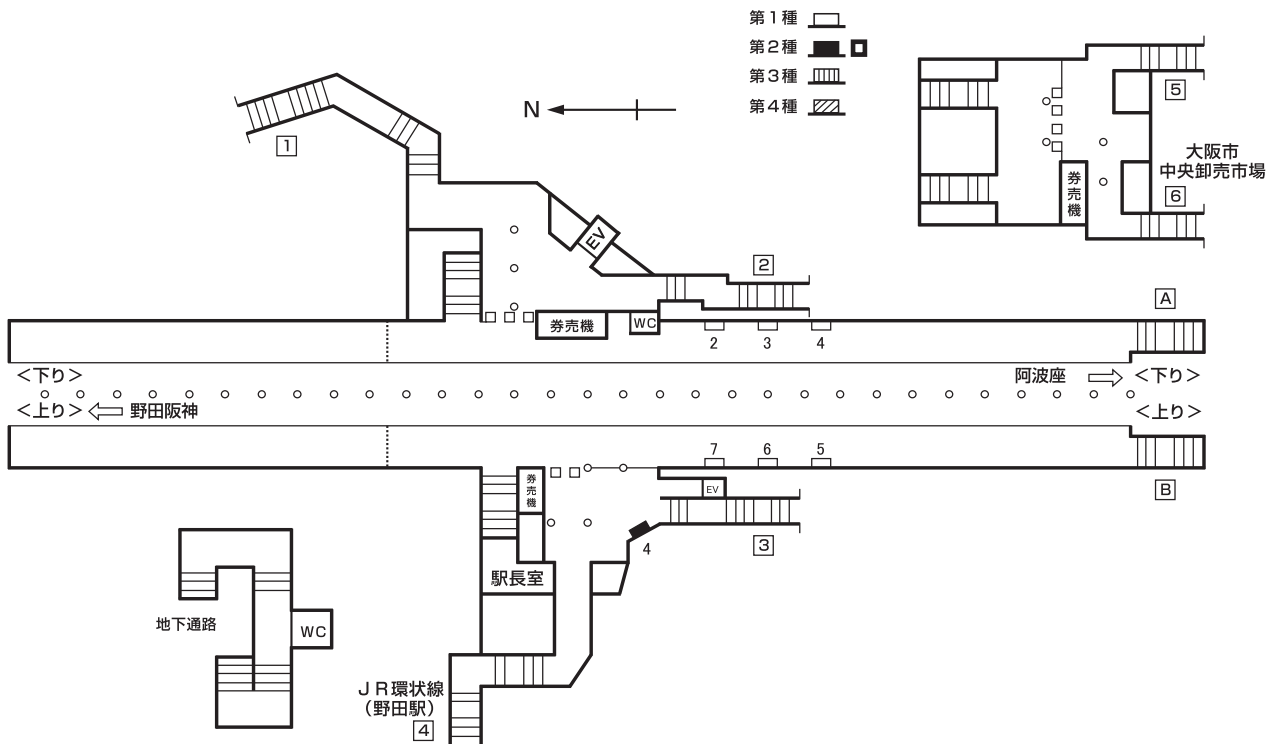 第1種
第2種
第3種
第4種
N
1
EV
2
5
大阪市
中央卸売市場
6
券売機
A
券売機
WC
2
3
4
<下り>
阿波座
<下り>
<上り>
野田阪神
<上り>
7
6
5
券売機
EV
B
4
3
駅長室
地下通路
WC
JR環状線
(野田駅)
4